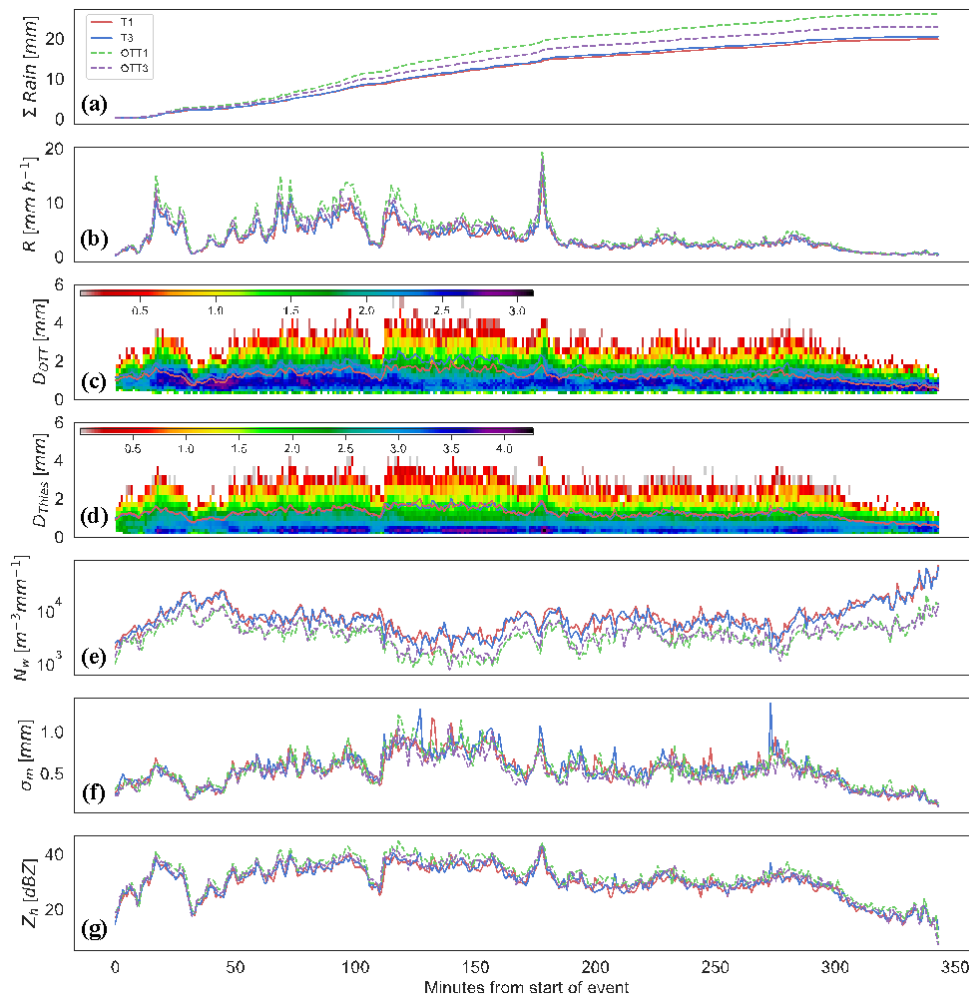 T1
T3
OTT1
OTT3
Σ Rain [mm]
20
10
0
(a)
R [mm h⁻¹]
20
10
0
(b)
D_OTT [mm]
6
4
2
0
0.5 1.0 1.5 2.0 2.5 3.0
(c)
D_Thies [mm]
6
4
2
0
0.5 1.0 1.5 2.0 2.5 3.0 3.5 4.0
(d)
N_w [m⁻³mm⁻¹]
10⁴
10³
(e)
σ_m [mm]
1.0
0.5
(f)
Z_h [dBZ]
40
20
(g)
0 50 100 150 200 250 300 350
Minutes from start of event